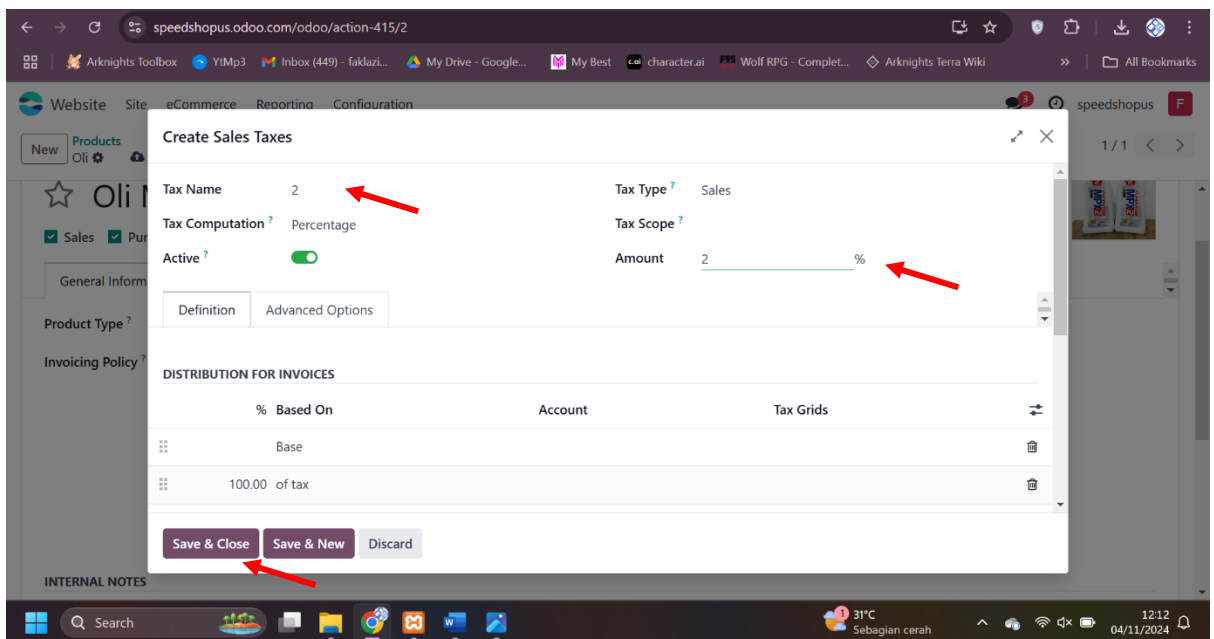 speedshopus.odoo.com/odoo/action-415/2
Arknights Toolbox YtMp3 Inbox (449) - faklazi... My Drive - Google... My Best c.ai character.ai Wolf RPG - Complet... Arknights Terra Wiki » All Bookmarks
Website Site eCommerce Reporting Configuration 3 speedshopus F
New Products 1 / 1
Oli
Create Sales Taxes
Oli
Tax Name 2 Tax Type ? Sales
Tax Computation ? Percentage Tax Scope ?
Sales Pur
Active ? Amount 2 %
General Inform
Definition Advanced Options
Product Type ?
Invoicing Policy ?
DISTRIBUTION FOR INVOICES
% Based On Account Tax Grids
Base
100.00 of tax
Save & Close Save & New Discard
INTERNAL NOTES
Search 1 31°C 12:12
Sebagian cerah 04/11/2024